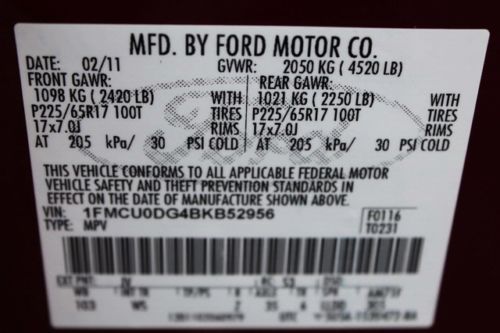 MFD. BY FORD MOTOR CO.
DATE: 02/11 GVWR: 2050 KG ( 4520 LB)
FRONT GAWR: REAR GAWR:
1098 KG ( 2420 LB) WITH 1021 KG ( 2250 LB) WITH
P225/65R17 100T TIRES P225/65R17 100T TIRES
17x7.0J RIMS 17x7.0J RIMS
AT 205 kPa/ 30 PSI COLD AT 205 kPa/ 30 PSI COLD
THIS VEHICLE CONFORMS TO ALL APPLICABLE FEDERAL MOTOR
VEHICLE SAFETY AND THEFT PREVENTION STANDARDS IN
EFFECT ON THE DATE OF MANUFACTURE SHOWN ABOVE.
VIN: 1FMCU0DG4BKB52956 F0116
TYPE: MPV T0231
EXT PNT:
103 WS